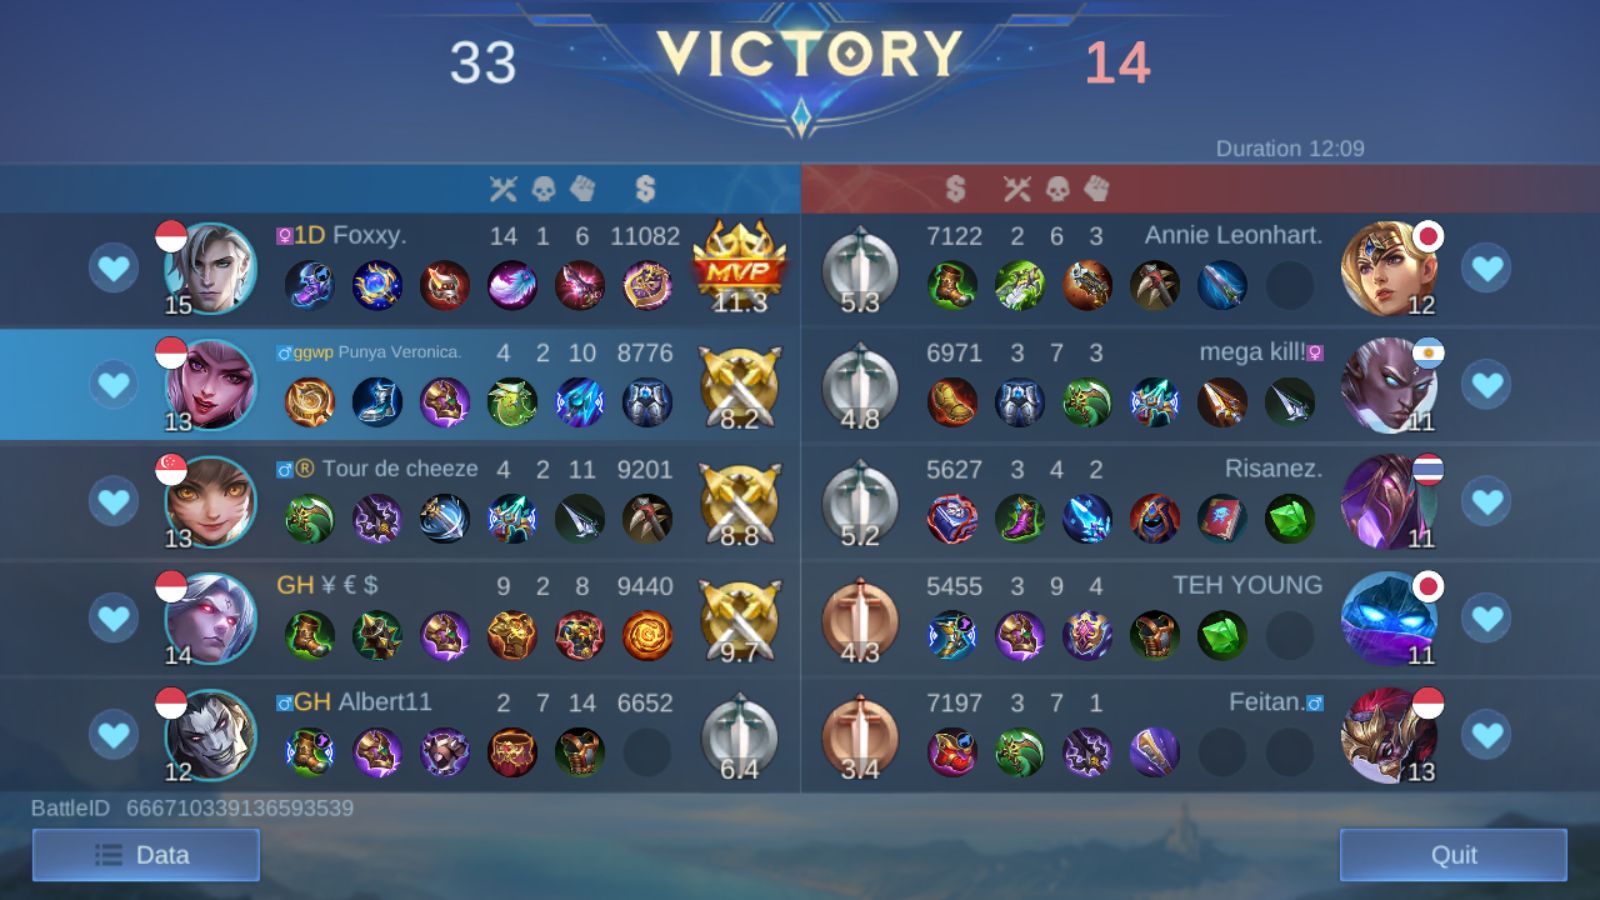 33 VICTORY 14
Duration 12:09
1D Foxxy. 14 1 6 11082 MVP 11.3 15
5.3 7122 2 6 3 Annie Leonhart. 12
ggwp Punya Veronica. 4 2 10 8776 8.2 13
4.8 6971 3 7 3 mega kill! 11
® Tour de cheeze 4 2 11 9201 8.8 13
5.2 5627 3 4 2 Risanez. 11
GH ¥ € $ 9 2 8 9440 9.7 14
4.3 5455 3 9 4 TEH YOUNG 11
GH Albert11 2 7 14 6652 6.4 12
3.4 7197 3 7 1 Feitan. 13
BattleID 666710339136593539
Data
Quit